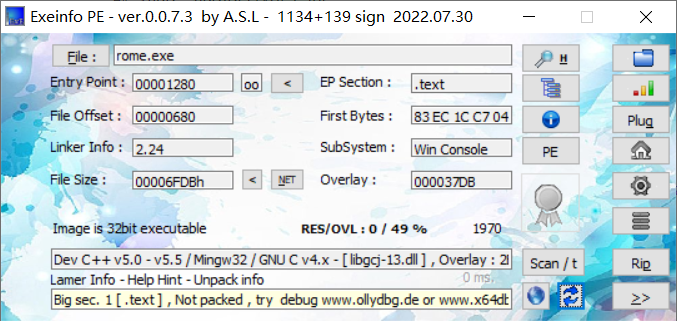 Exeinfo PE - ver.0.0.7.3 by A.S.L - 1134+139 sign 2022.07.30
File : rome.exe
Entry Point : 00001280 oo < EP Section : .text
File Offset : 00000680 First Bytes : 83 EC 1C C7 04
Linker Info : 2.24 SubSystem : Win Console
File Size : 00006FDBh < NET Overlay : 000037DB
H
PE
Plug
Image is 32bit executable RES/OVL : 0 / 49 % 1970
Dev C++ v5.0 - v5.5 / Mingw32 / GNU C v4.x - [ libgcj-13.dll ] , Overlay :
Scan / t Rip
Lamer Info - Help Hint - Unpack info 0 ms.
Big sec. 1 [ .text ] , Not packed , try debug www.ollydbg.de or www.x64db
>>